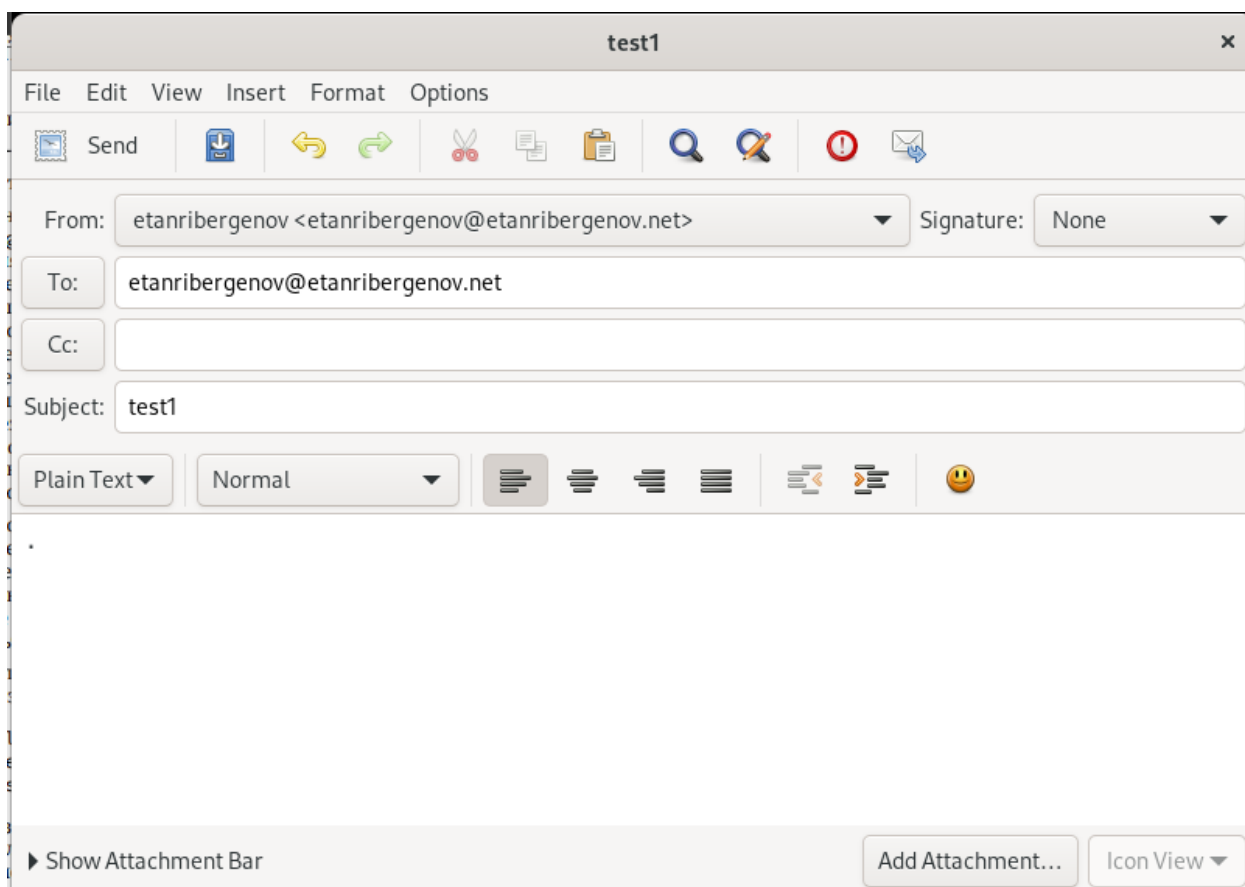 test1
File Edit View Insert Format Options
Send
From: etanribergenov <etanribergenov@etanribergenov.net> Signature: None
To: etanribergenov@etanribergenov.net
Cc:
Subject: test1
Plain Text Normal
.
Show Attachment Bar Add Attachment... Icon View